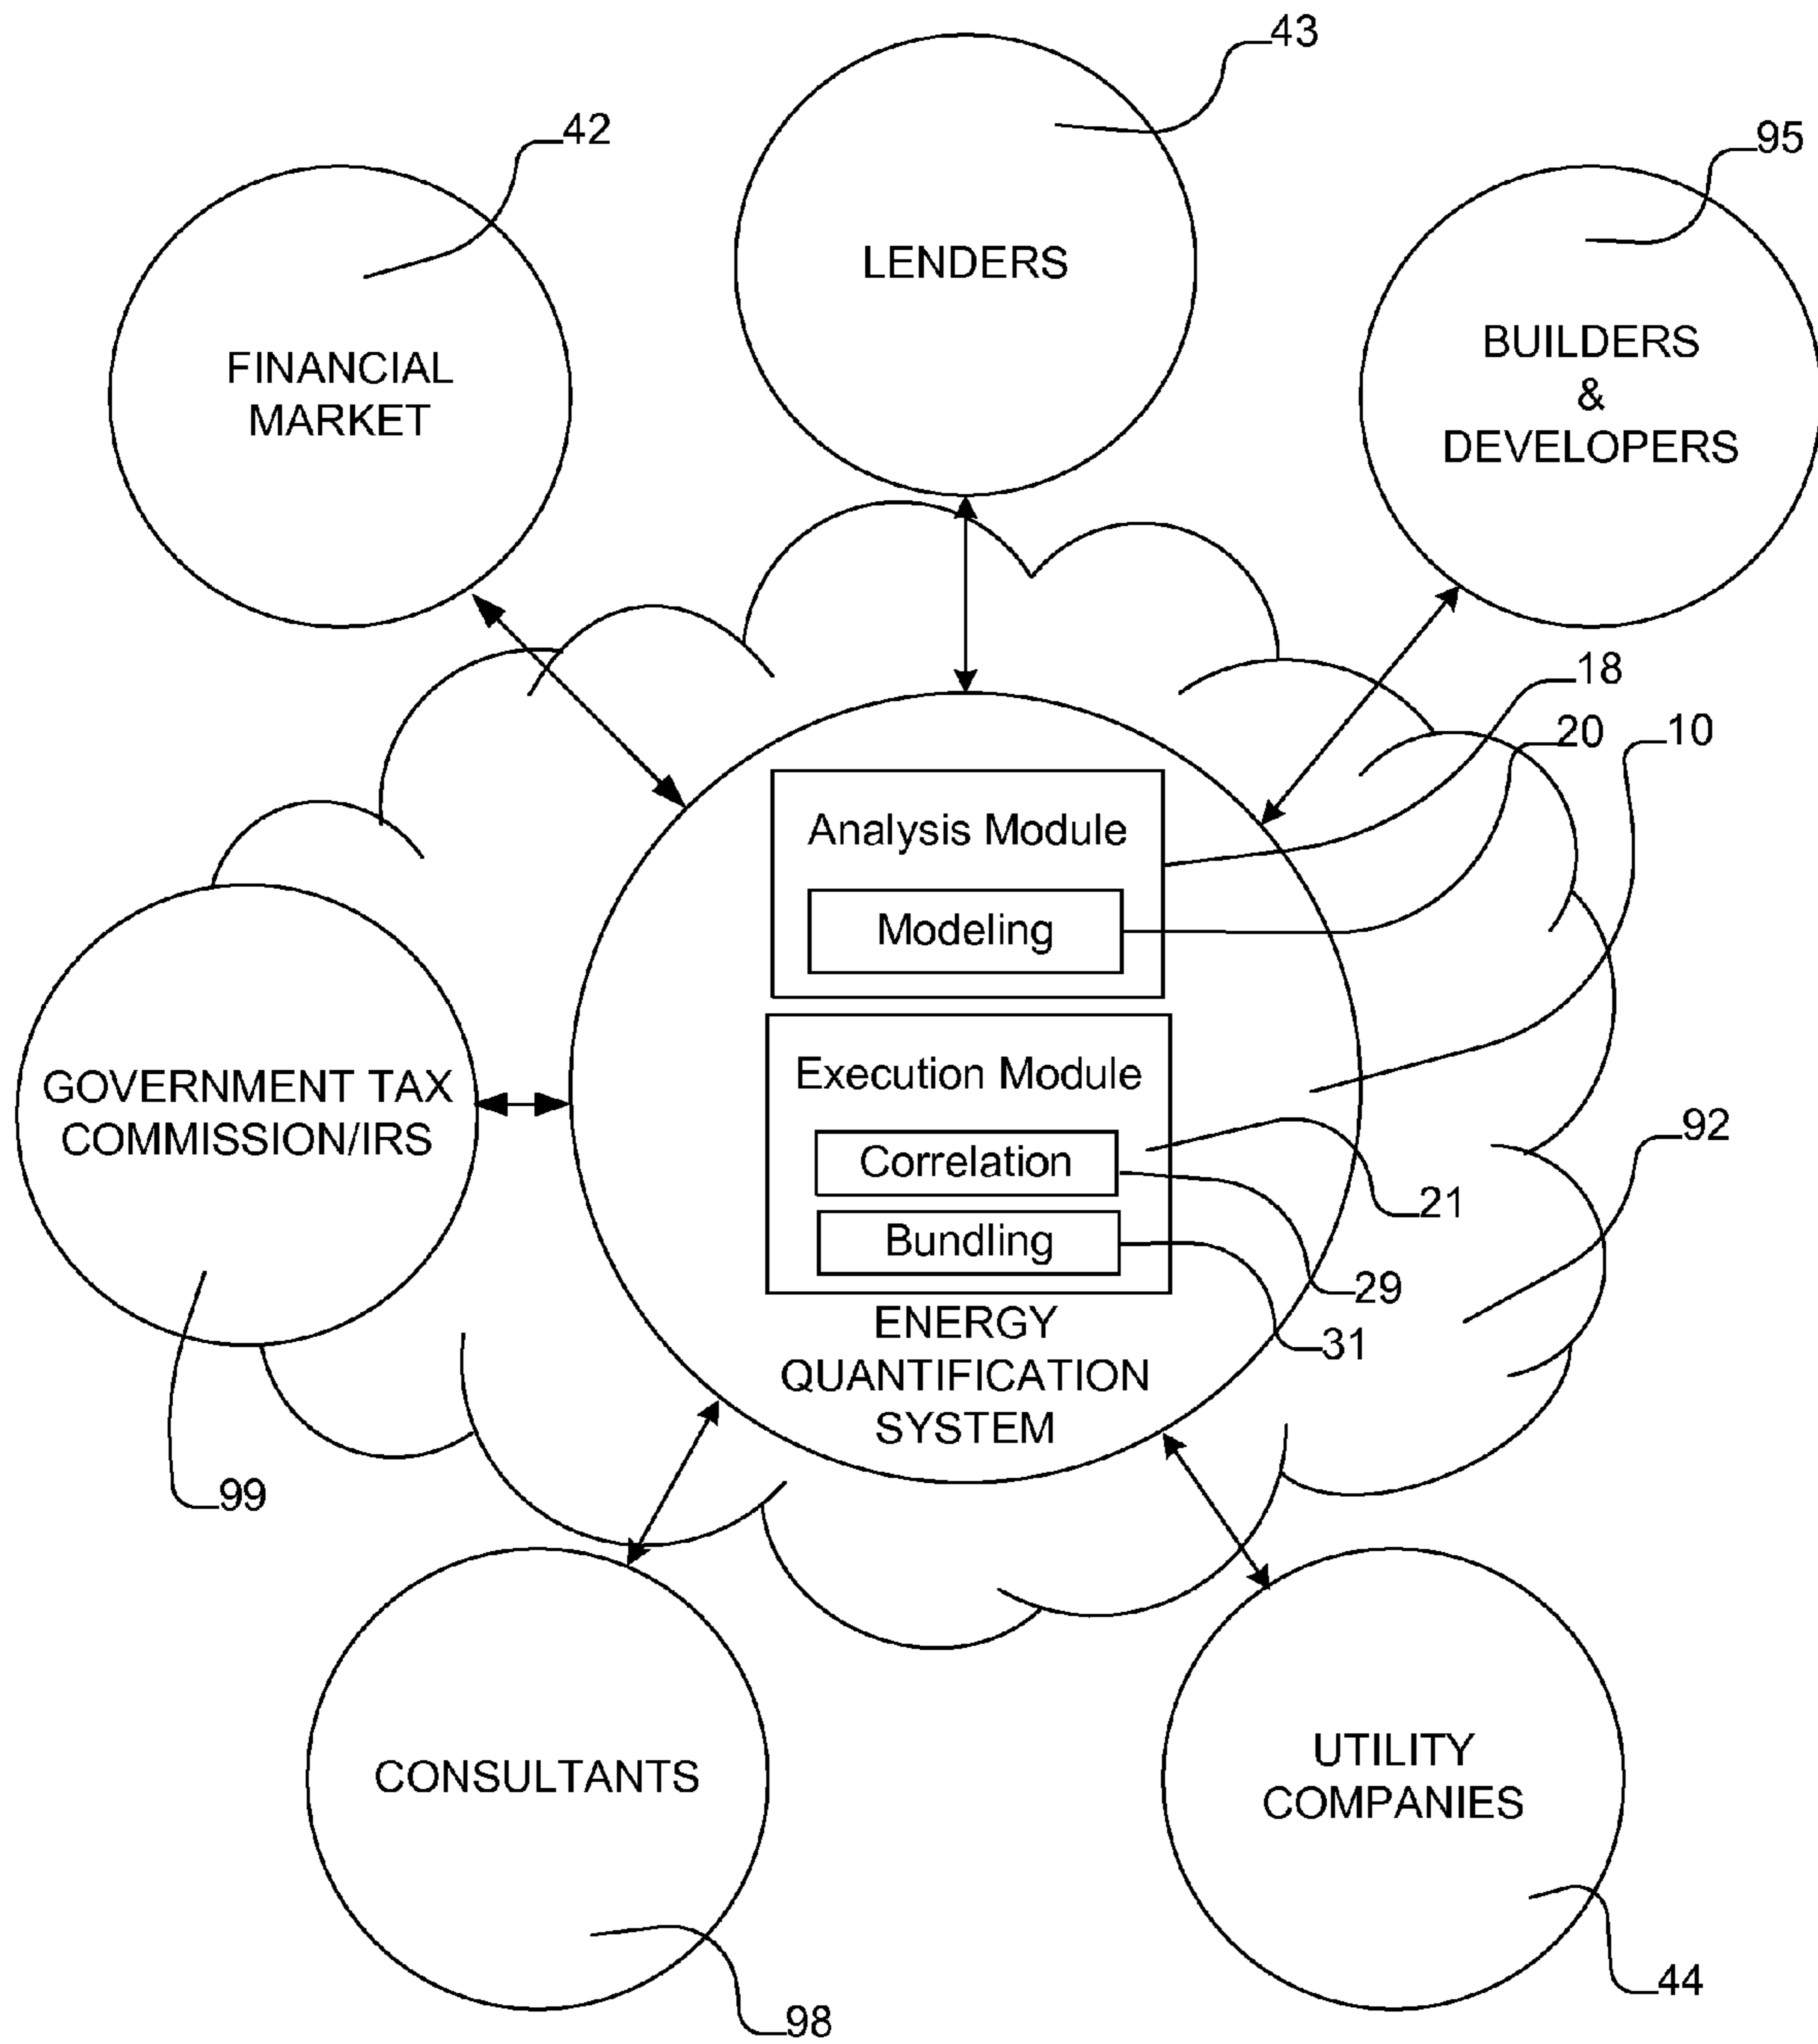 43
42
95
LENDERS
BUILDERS
&
DEVELOPERS
FINANCIAL
MARKET
18
20
10
Analysis Module
Modeling
GOVERNMENT TAX
COMMISSION/IRS
Execution Module
Correlation
Bundling
92
21
29
31
ENERGY
QUANTIFICATION
SYSTEM
99
CONSULTANTS
UTILITY
COMPANIES
44
98